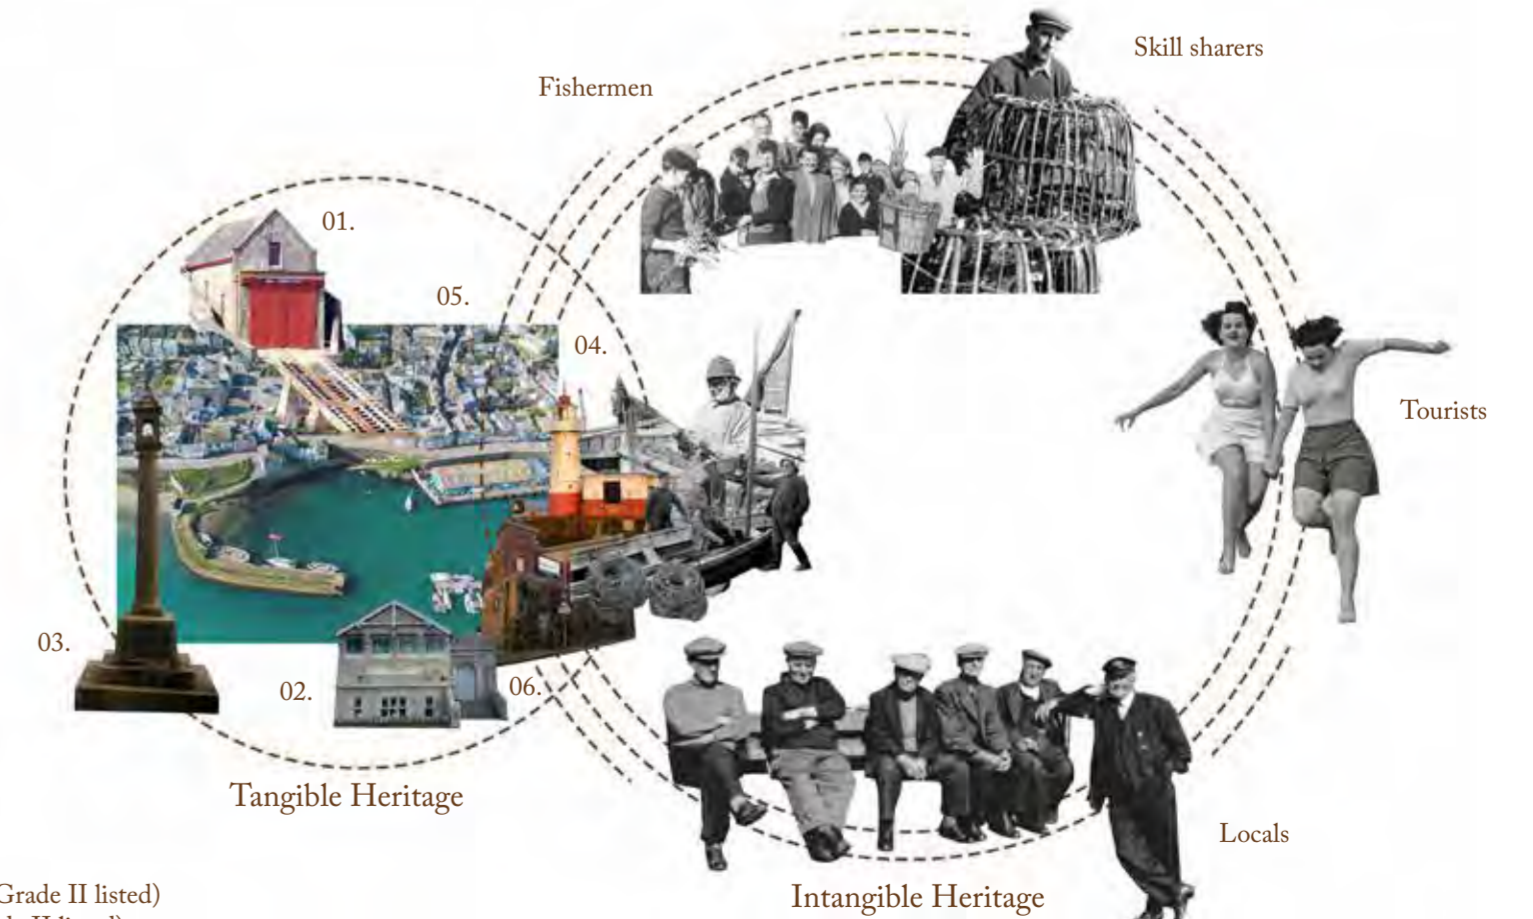 Skill sharers
Fishermen
01.
05.
04.
Tourists
03.
02.
06.
Tangible Heritage
Locals
Grade II listed)
Intangible Heritage